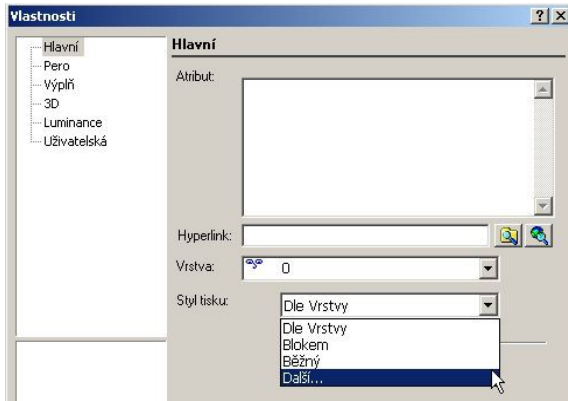 Vlastnosti
Hlavní
Pero
Výplň
3D
Luminance
Uživatelská
Hlavní
Atribut:
Hyperlink:
Vrstva: 0
Styl tisku: Dle Vrstvy
Dle Vrstvy
Blokem
Běžný
Další...